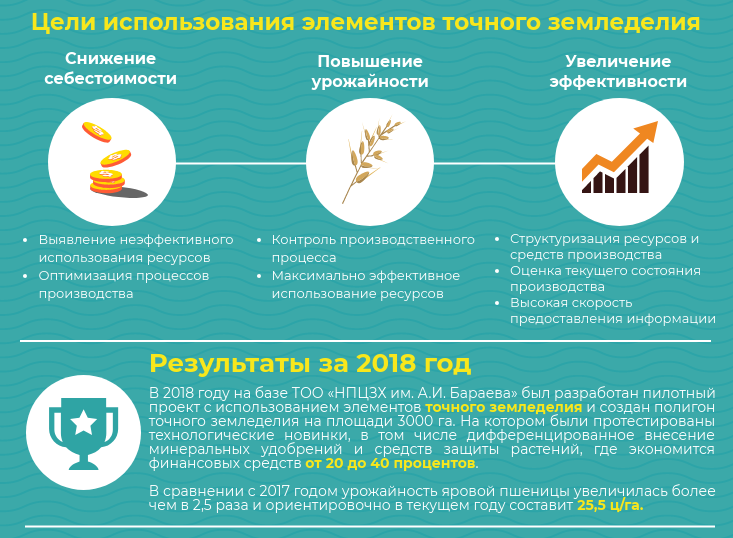 Цели использования элементов точного земледелия
Снижение
себестоимости
Повышение
урожайности
Увеличение
эффективности
• Выявление неэффективного
использования ресурсов
• Оптимизация процессов
производства
• Контроль производственного
процесса
• Максимально эффективное
использование ресурсов
• Структуризация ресурсов и
средств производства
• Оценка текущего состояния
производства
• Высокая скорость
предоставления информации
Результаты за 2018 год
В 2018 году на базе ТОО «НПЦЗХ им. А.И. Бараева» был разработан пилотный
проект с использованием элементов точного земледелия и создан полигон
точного земледелия на площади 3000 га. На котором были протестированы
технологические новинки, в том числе дифференцированное внесение
минеральных удобрений и средств защиты растений, где экономится
финансовых средств от 20 до 40 процентов.
В сравнении с 2017 годом урожайность яровой пшеницы увеличилась более
чем в 2,5 раза и ориентировочно в текущем году составит 25,5 ц/га.